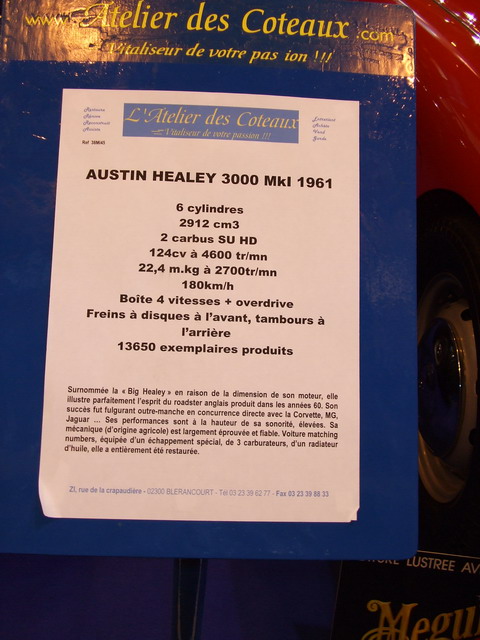 www. Atelier des Coteaux .com
Vitaliseur de votre pas ion !!!
L'Atelier des Coteaux
Vitaliseur de votre passion !!!
AUSTIN HEALEY 3000 MkI 1961
6 cylindres
2912 cm3
2 carbus SU HD
124cv à 4600 tr/mn
22,4 m.kg à 2700tr/mn
180km/h
Boîte 4 vitesses + overdrive
Freins à disques à l'avant, tambours à
l'arrière
13650 exemplaires produits
Surnommée la « Big Healey » en raison de la dimension de son moteur, elle
illustre parfaitement l'esprit du roadster anglais produit dans les années 60. Son
succès fut fulgurant outre-manche en concurrence directe avec la Corvette, MG,
Jaguar ... Ses performances sont à la hauteur de sa sonorité, élevées. Sa
mécanique (d'origine agricole) est largement éprouvée et fiable. Voiture matching
numbers, équipée d'un échappement spécial, de 3 carburateurs, d'un radiateur
d'huile, elle a entièrement été restaurée.
ZI, rue de la crapaudière - 02300 BLERANCOURT - Tél 03 23 39 62 77 - Fax 03 23 39 88 33
LUSTREE AV
Megui